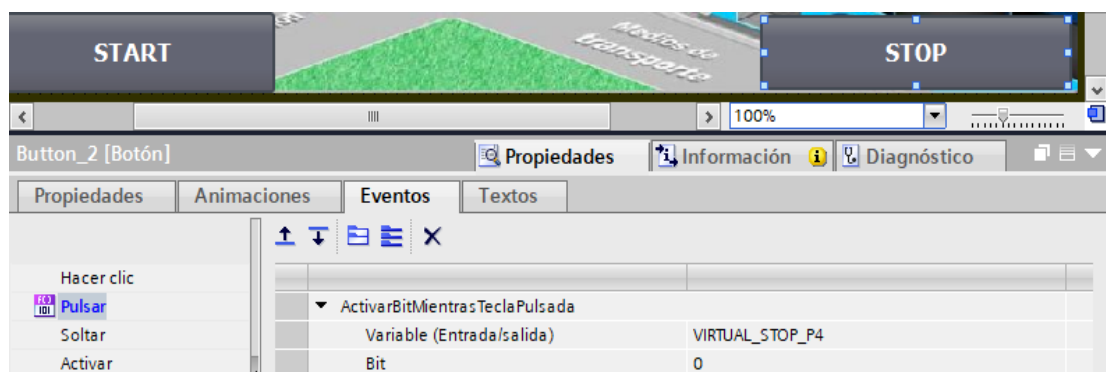 START
Medios de
transporte
STOP
100%
Button_2 [Botón]
Propiedades
Información
Diagnóstico
Propiedades
Animaciones
Eventos
Textos
Hacer clic
Pulsar
ActivarBitMientrasTeclaPulsada
Soltar
Variable (Entrada/salida)
VIRTUAL_STOP_P4
Activar
Bit
0